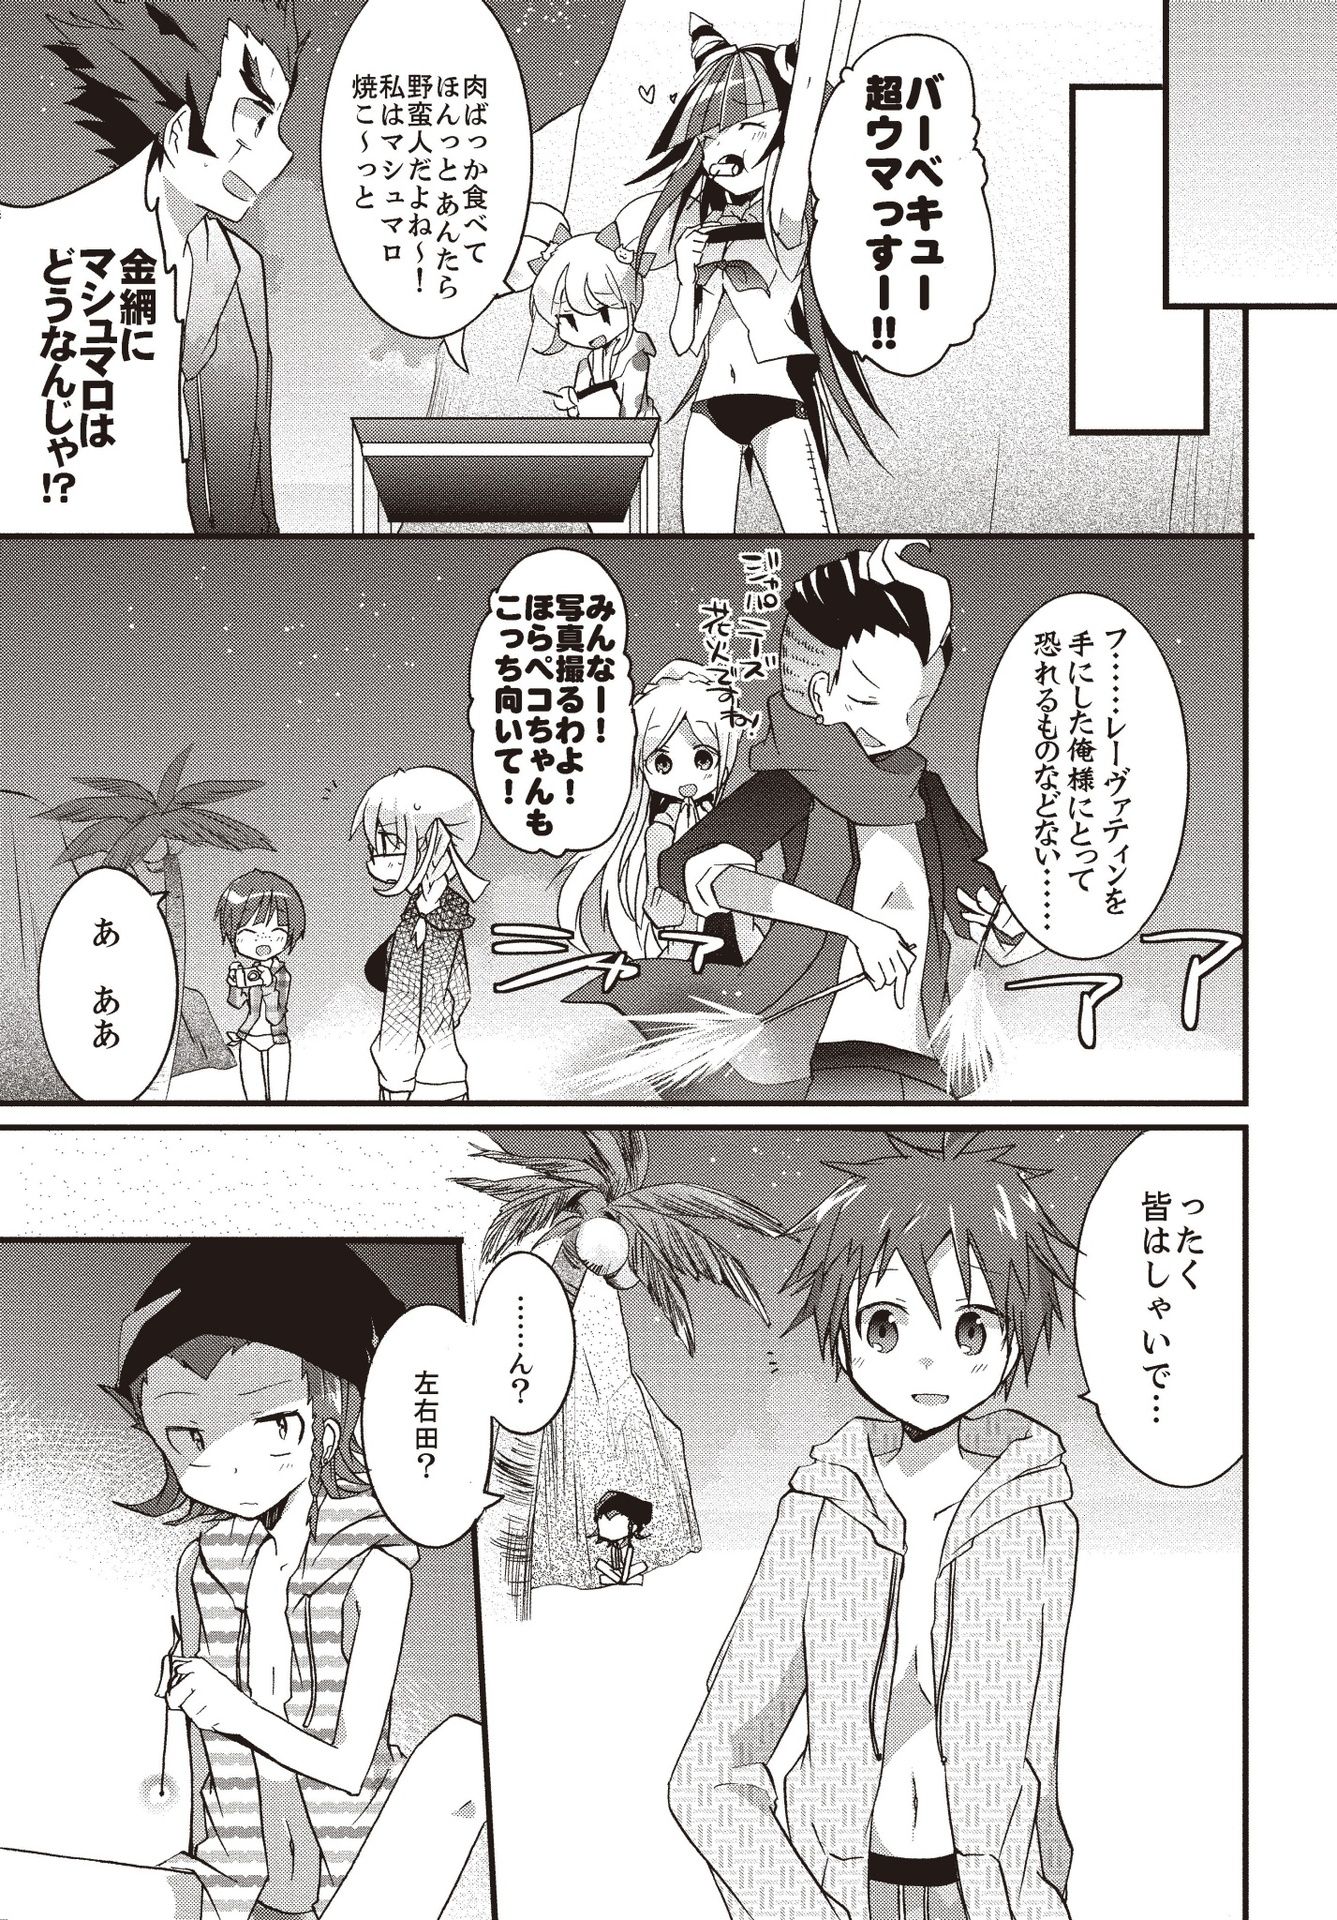 バーベキュー
超ウマっすー!!
肉ばっか食べて
ほんっとあんたら
野蛮人だよね〜！
私はマシュマロ
焼こ〜っと
金網に
マシュマロは
どうなんじゃ!?
フ……レーヴァテインを
手にした俺様にとって
恐れるものなどない……
ジャパニーズ
花火ですね!
シャアアアア
みんなー！
写真撮るわよ！
ほらペコちゃんも
こっち向いて！
あ ああ
ったく
皆はしゃいで…
……ん？
左右田？